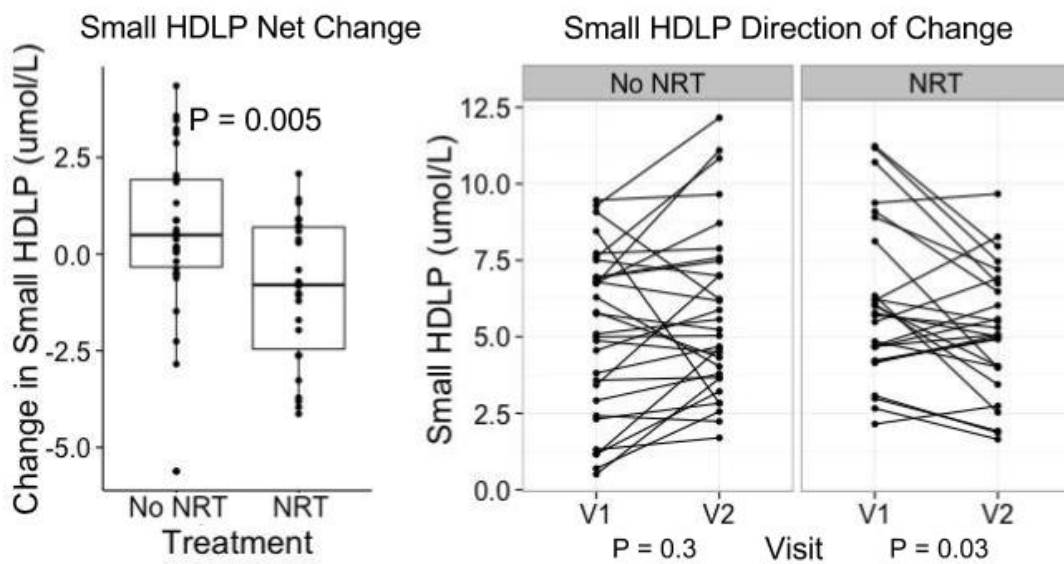 Small HDLP Net Change
Change in Small HDLP (umol/L)
2.5
0.0
-2.5
-5.0
P = 0.005
No NRT
NRT
Treatment
Small HDLP Direction of Change
No NRT
NRT
Small HDLP (umol/L)
12.5
10.0
7.5
5.0
2.5
0.0
V1
V2
V1
V2
P = 0.3
Visit
P = 0.03